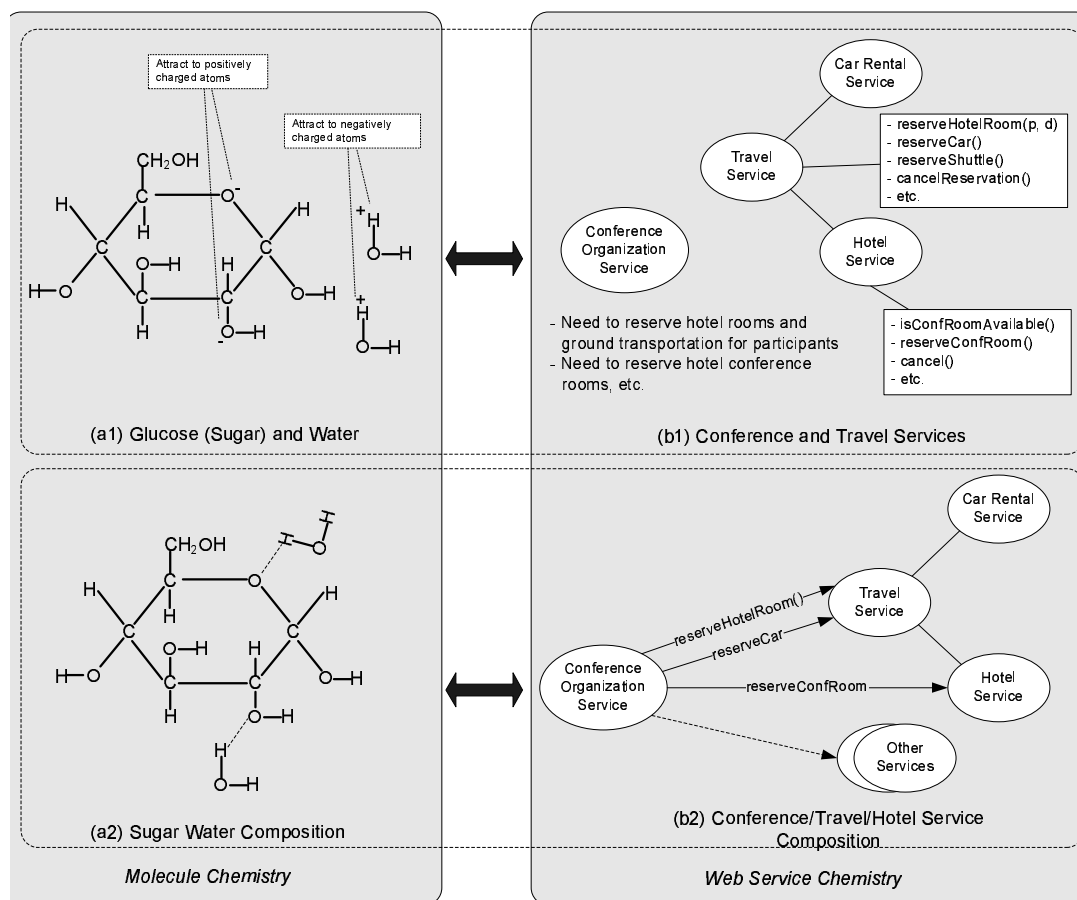 Attract to positively
charged atoms
Attract to negatively
charged atoms
CH2OH
C
O-
H
H
H
C
C
O-H
H
+
H
O-H
H-O
C
C
O-H
H
O-H
-
+
H
O-H
(a1) Glucose (Sugar) and Water
Car Rental
Service
Travel
Service
- reserveHotelRoom(p, d)
- reserveCar()
- reserveShuttle()
- cancelReservation()
- etc.
Conference
Organization
Service
Hotel
Service
- Need to reserve hotel rooms and
ground transportation for participants
- Need to reserve hotel conference
rooms, etc.
- isConfRoomAvailable()
- reserveConfRoom()
- cancel()
- etc.
(b1) Conference and Travel Services
H
H
O
CH2OH
C
O
H
H
H
C
C
O-H
H
H-O
C
C
O-H
H
O-H
H
O-H
(a2) Sugar Water Composition
Molecule Chemistry
Car Rental
Service
Travel
Service
reserveHotelRoom()
reserveCar
Conference
Organization
Service
reserveConfRoom
Hotel
Service
Other
Services
(b2) Conference/Travel/Hotel Service
Composition
Web Service Chemistry